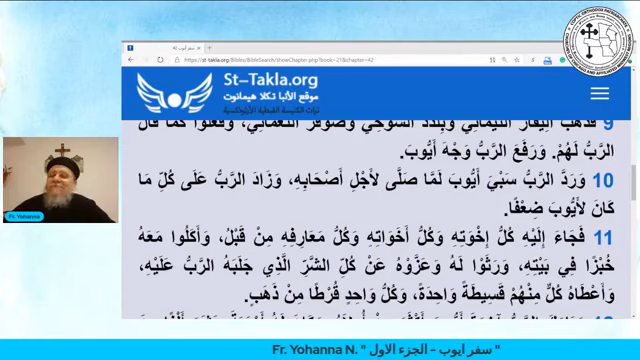 سفر أيوب 42
https://st-takla.org/Bibles/BibleSearch/showChapter.php?book=21&chapter=42
St-Takla.org
موقع الأنبا تكلا هيمانوت
تراث الكنيسة القبطية الأرثوذكسية
9 فَذَهَبَ أَلِيفَازُ التَّيْمَانِيُّ وَبِلْدَدُ الشُّوحِيُّ وَصُوفَرُ النَّعْمَاتِيُّ، وَفَعَلُوا كَمَا قَالَ
الرَّبُّ لَهُمْ. وَرَفَعَ الرَّبُّ وَجْهَ أَيُّوبَ.
10 وَرَدَّ الرَّبُّ سَبْيَ أَيُّوبَ لَمَّا صَلَّى لأَجْلِ أَصْحَابِهِ، وَزَادَ الرَّبُّ عَلَى كُلِّ مَا
كَانَ لأَيُّوبَ ضِعْفًا.
11 فَجَاءَ إِلَيْهِ كُلُّ إِخْوَتِهِ وَكُلُّ أَخَوَاتِهِ وَكُلُّ مَعَارِفِهِ مِنْ قَبْلُ، وَأَكَلُوا مَعَهُ
خُبْزًا فِي بَيْتِهِ، وَرَثَوْا لَهُ وَعَزَّوْهُ عَنْ كُلِّ الشَّرِّ الَّذِي جَلَبَهُ الرَّبُّ عَلَيْهِ،
وَأَعْطَاهُ كُلٌّ مِنْهُمْ قَسِيطَةً وَاحِدَةً، وَكُلُّ وَاحِدٍ قُرْطًا مِنْ ذَهَبٍ.
Fr. Yohanna
Fr. Yohanna N. " سفر ايوب - الجزء الاول "